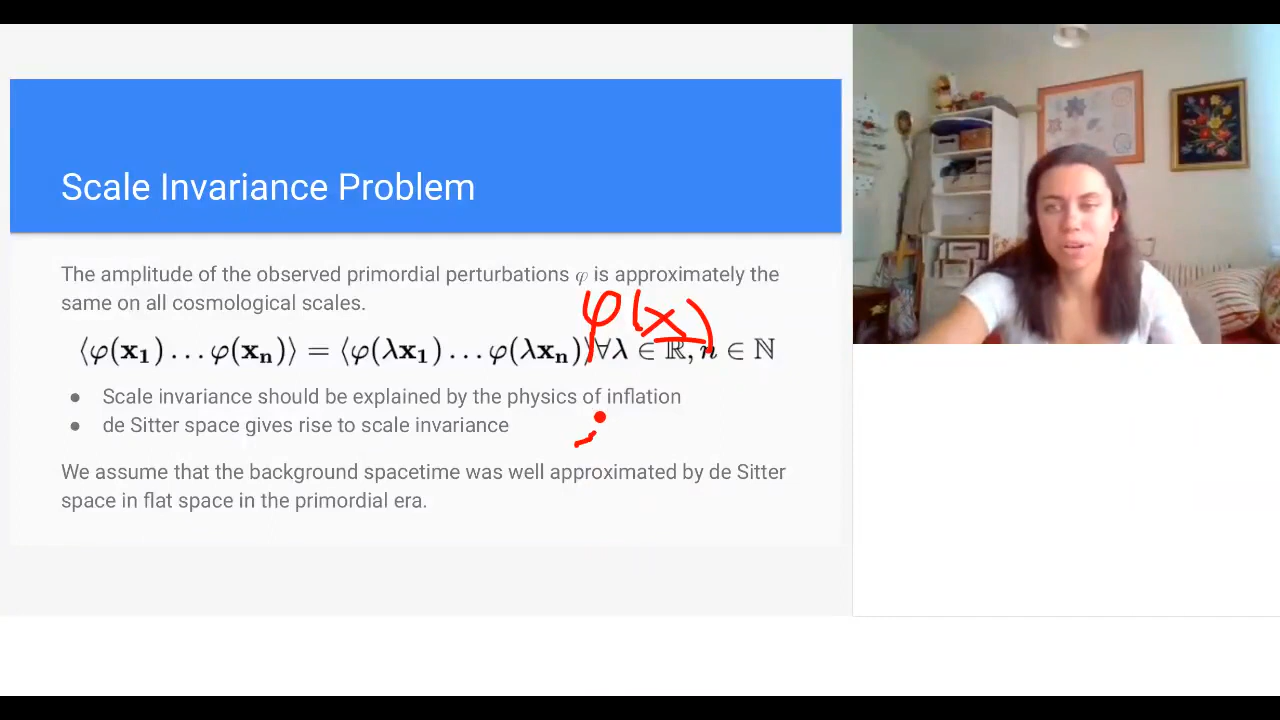 Scale Invariance Problem
The amplitude of the observed primordial perturbations φ is approximately the
same on all cosmological scales.
φ(x)
⟨φ(x₁) … φ(xₙ)⟩ = ⟨φ(λx₁) … φ(λxₙ)⟩∀λ ∈ ℝ, n ∈ ℕ
● Scale invariance should be explained by the physics of inflation
● de Sitter space gives rise to scale invariance
We assume that the background spacetime was well approximated by de Sitter
space in flat space in the primordial era.